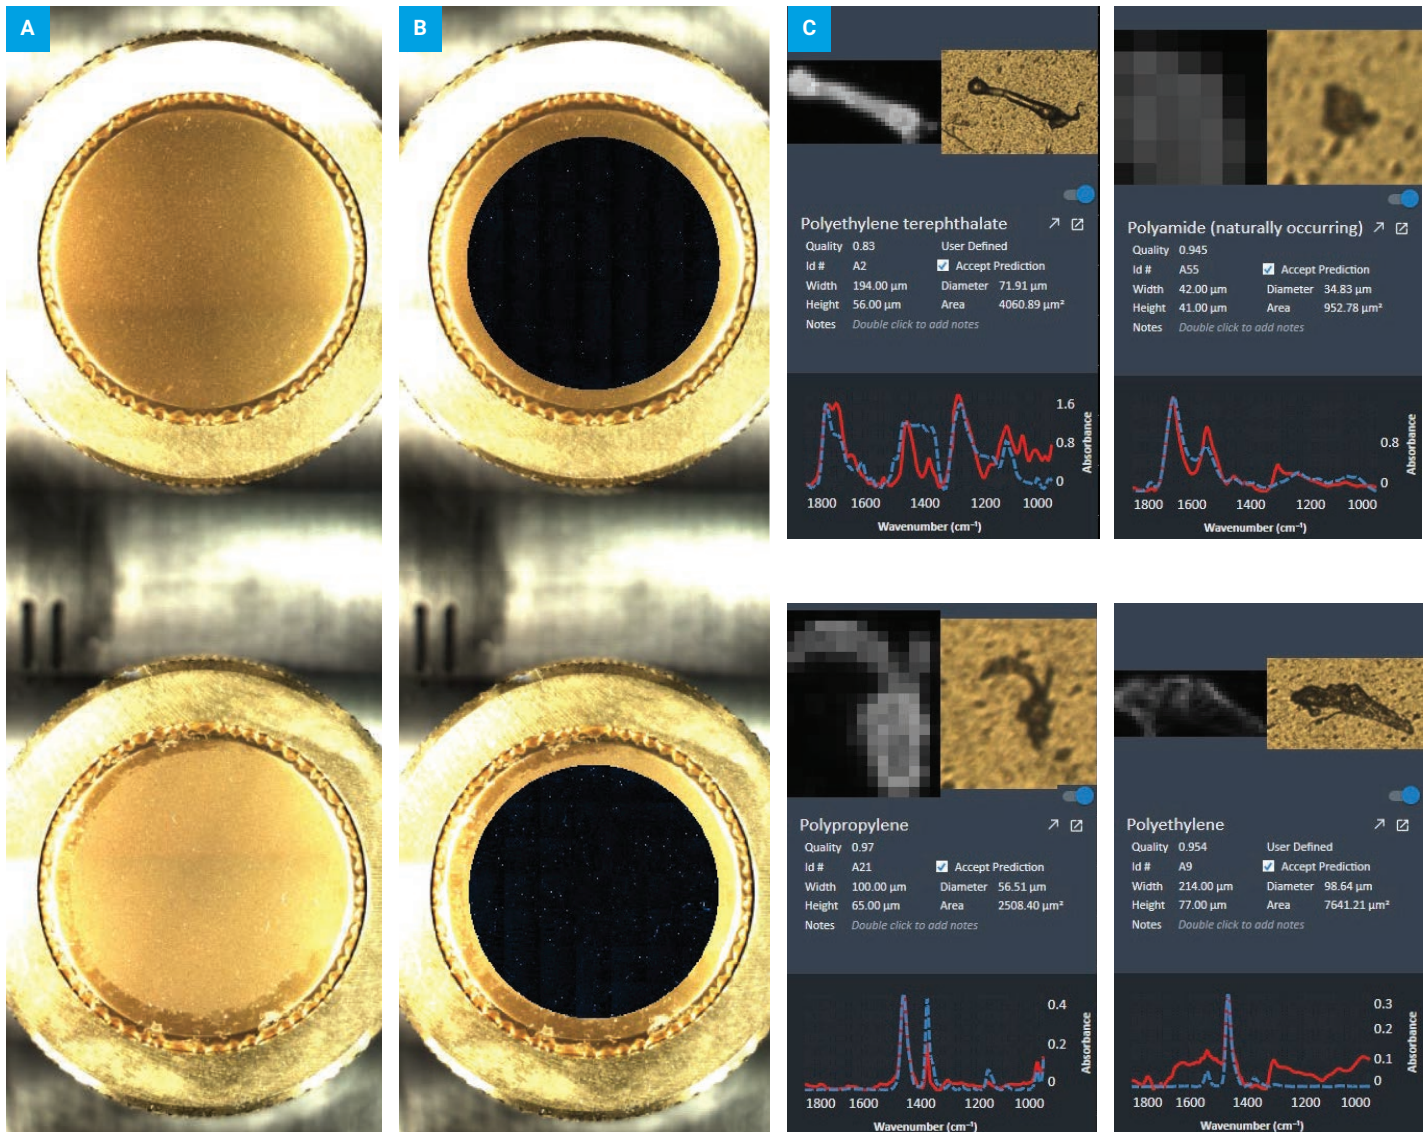 A
B
C
Polyethylene terephthalate
Quality 0.83 User Defined
Id # A2 Accept Prediction
Width 194.00 µm Diameter 71.91 µm
Height 56.00 µm Area 4060.89 µm²
Notes Double click to add notes
1.6
0.8
0
Absorbance
1800 1600 1400 1200 1000
Wavenumber (cm⁻¹)
Polyamide (naturally occurring)
Quality 0.945
Id # A55 Accept Prediction
Width 42.00 µm Diameter 34.83 µm
Height 41.00 µm Area 952.78 µm²
Notes Double click to add notes
0.8
0
Absorbance
1800 1600 1400 1200 1000
Wavenumber (cm⁻¹)
Polypropylene
Quality 0.97
Id # A21 Accept Prediction
Width 100.00 µm Diameter 56.51 µm
Height 65.00 µm Area 2508.40 µm²
Notes Double click to add notes
0.4
0.2
0
Absorbance
1800 1600 1400 1200 1000
Wavenumber (cm⁻¹)
Polyethylene
Quality 0.954 User Defined
Id # A9 Accept Prediction
Width 214.00 µm Diameter 98.64 µm
Height 77.00 µm Area 7641.21 µm²
Notes Double click to add notes
0.3
0.2
0.1
0
Absorbance
1800 1600 1400 1200 1000
Wavenumber (cm⁻¹)